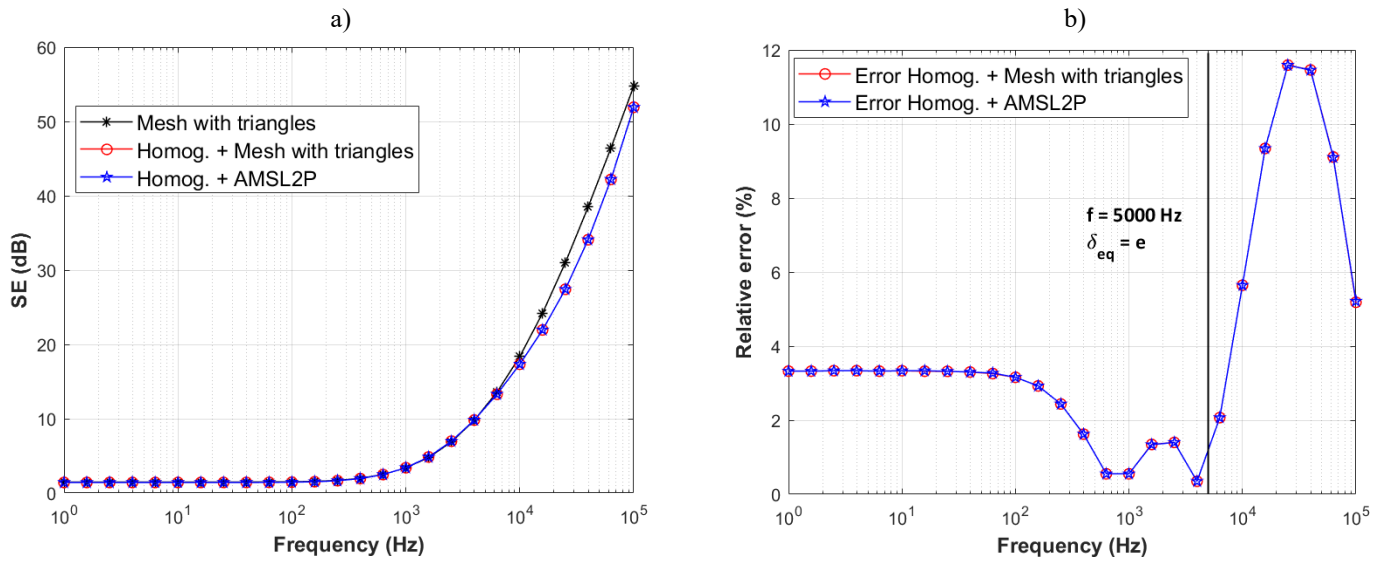 a)
60
50
40
30
20
10
0
SE (dB)
Mesh with triangles
Homog. + Mesh with triangles
Homog. + AMSL2P
10^0 10^1 10^2 10^3 10^4 10^5
Frequency (Hz)
b)
12
10
8
6
4
2
0
Relative error (%)
Error Homog. + Mesh with triangles
Error Homog. + AMSL2P
f = 5000 Hz
δ_eq = e
10^0 10^1 10^2 10^3 10^4 10^5
Frequency (Hz)